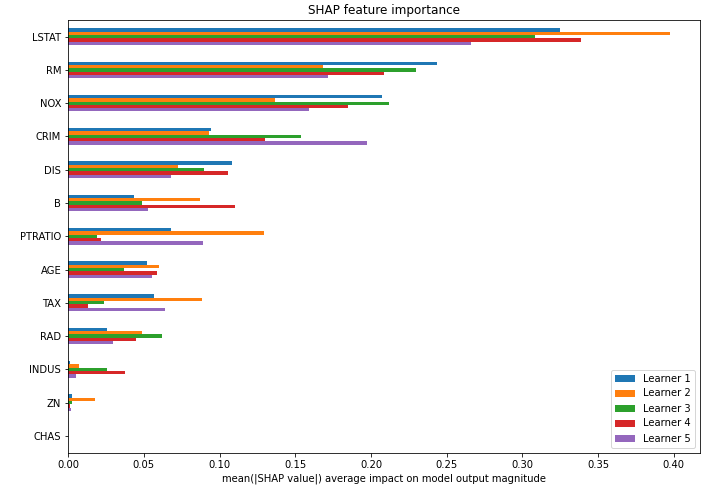 SHAP feature importance
LSTAT
RM
NOX
CRIM
DIS
B
PTRATIO
AGE
TAX
RAD
INDUS
ZN
CHAS
Learner 1
Learner 2
Learner 3
Learner 4
Learner 5
0.00 0.05 0.10 0.15 0.20 0.25 0.30 0.35 0.40
mean(|SHAP value|) average impact on model output magnitude